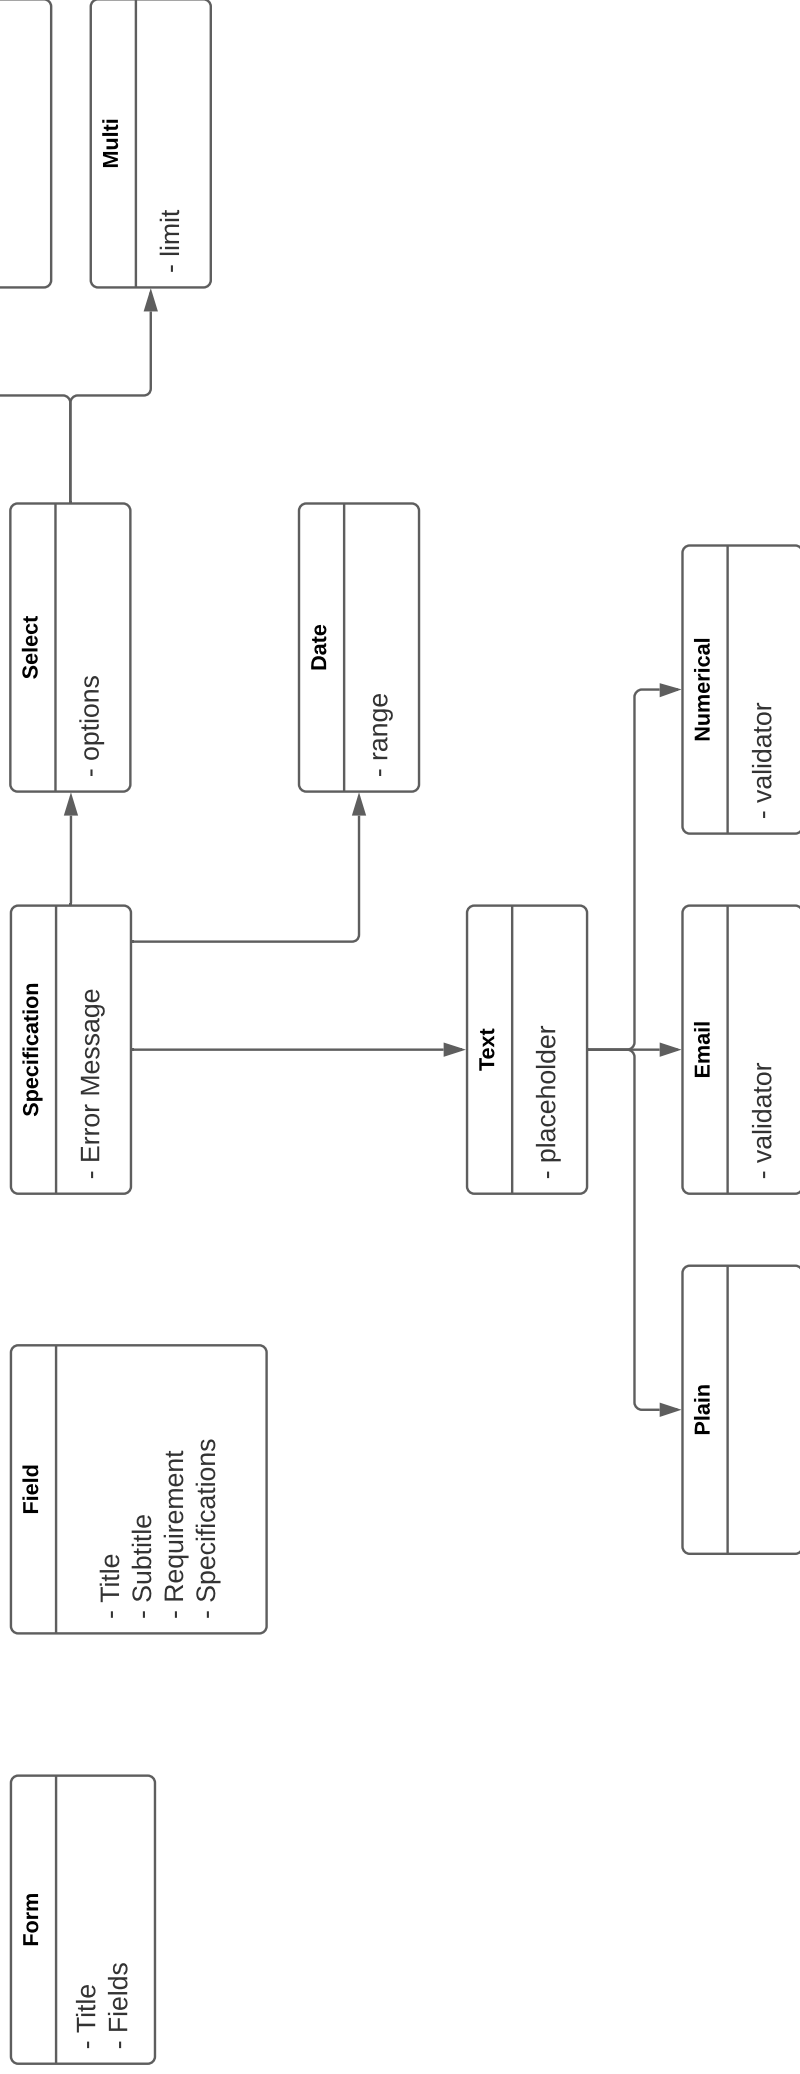 Form
- Title
- Fields
Field
- Title
- Subtitle
- Requirement
- Specifications
Specification
- Error Message
Select
- options
Multi
- limit
Date
- range
Text
- placeholder
Plain
Email
- validator
Numerical
- validator